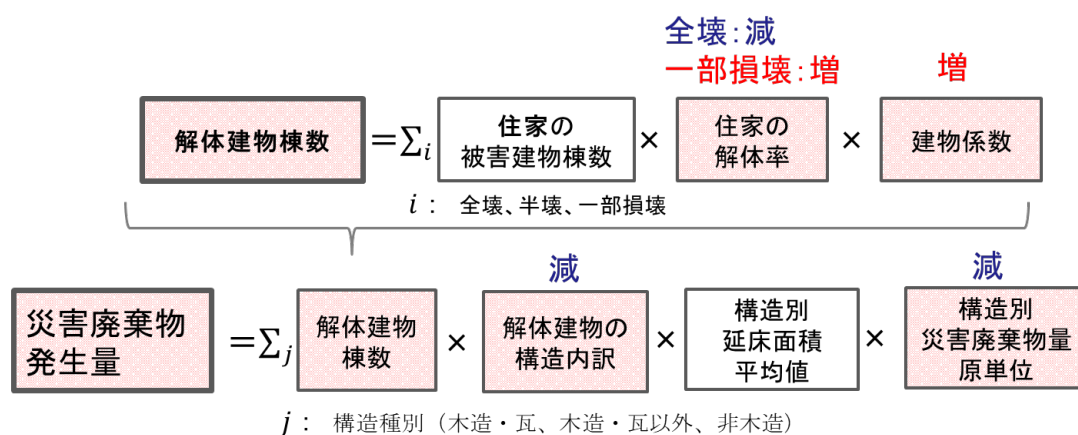 全壊:減
一部損壊:増
増
解体建物棟数
=∑i
住家の
被害建物棟数
×
住家の
解体率
×
建物係数
i : 全壊、半壊、一部損壊
減
減
災害廃棄物
発生量
=∑j
解体建物
棟数
×
解体建物の
構造内訳
×
構造別
延床面積
平均値
×
構造別
災害廃棄物量
原単位
j : 構造種別(木造・瓦、木造・瓦以外、非木造)